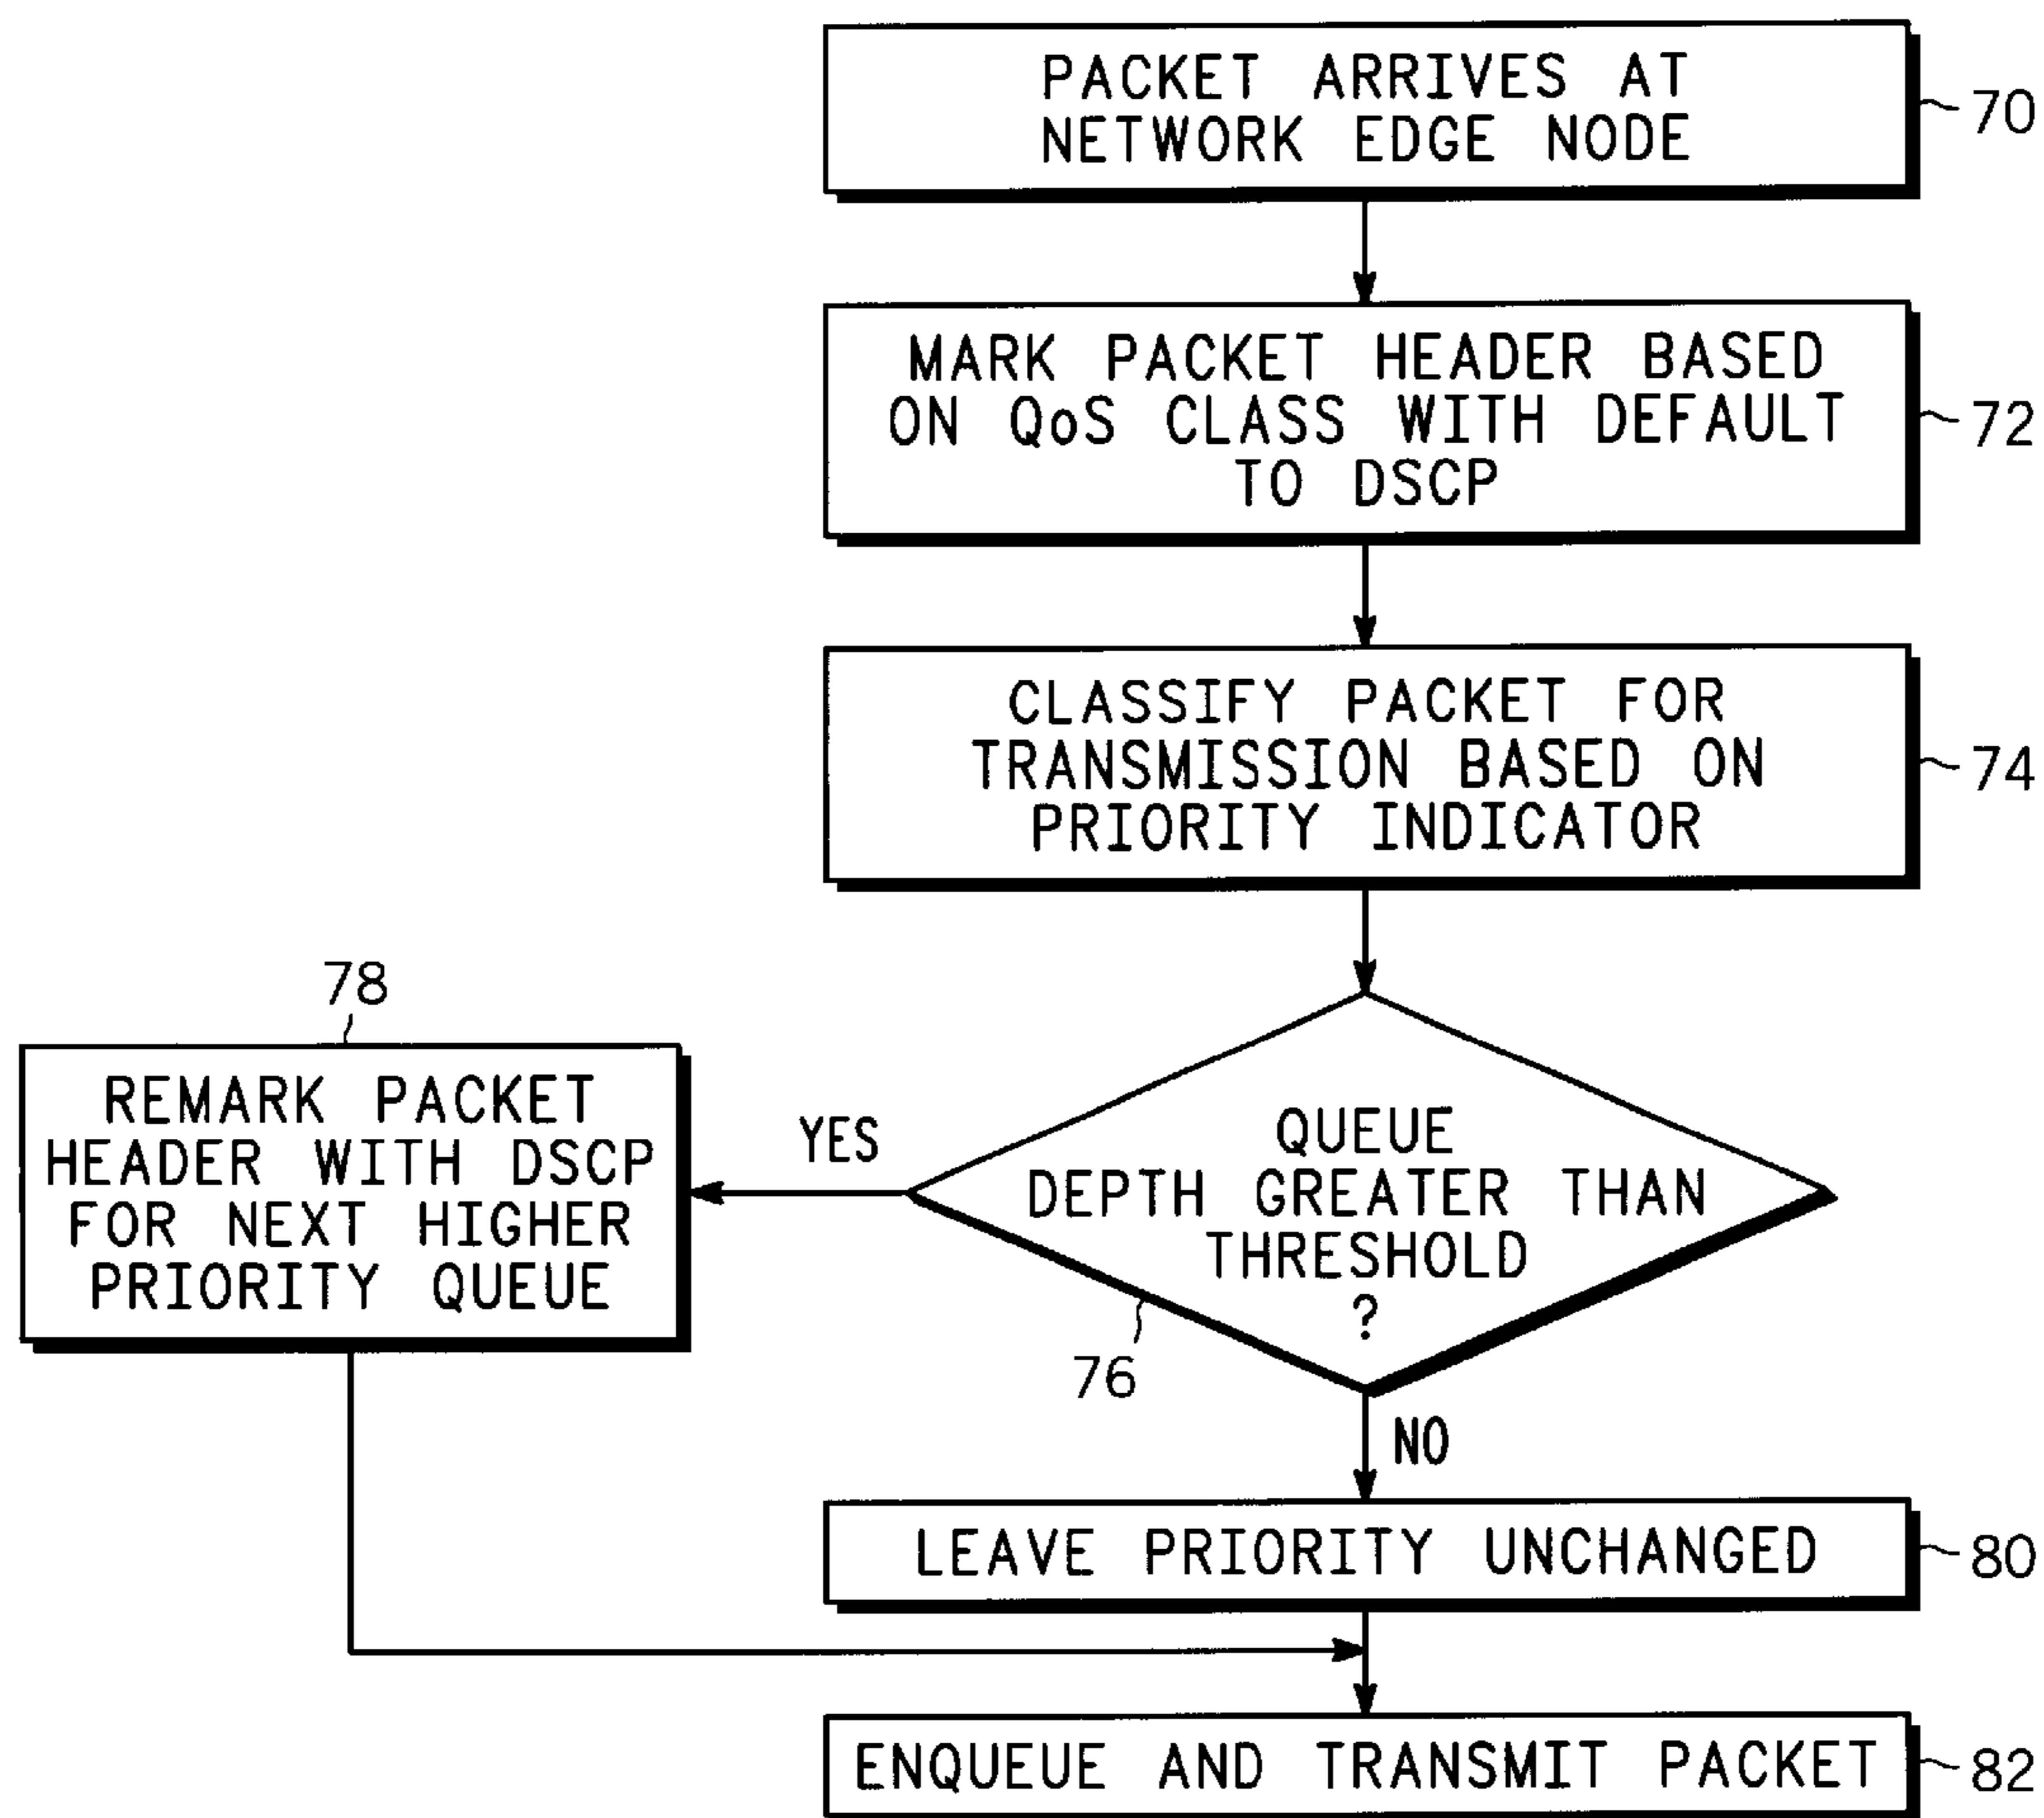 PACKET ARRIVES AT
NETWORK EDGE NODE
70
MARK PACKET HEADER BASED
ON QoS CLASS WITH DEFAULT
TO DSCP
72
CLASSIFY PACKET FOR
TRANSMISSION BASED ON
PRIORITY INDICATOR
74
78
REMARK PACKET
HEADER WITH DSCP
FOR NEXT HIGHER
PRIORITY QUEUE
YES
QUEUE
DEPTH GREATER THAN
THRESHOLD
?
76
NO
LEAVE PRIORITY UNCHANGED
80
ENQUEUE AND TRANSMIT PACKET
82